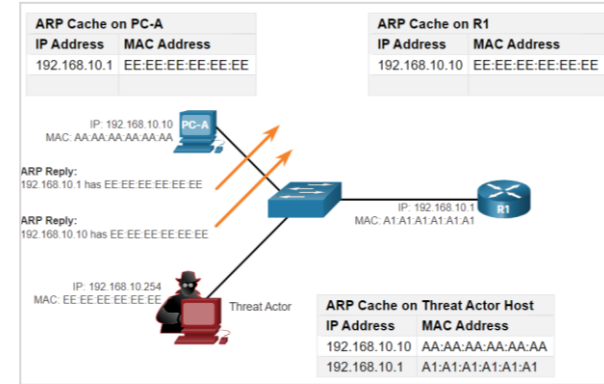 ARP Cache on PC-A
IP Address MAC Address
192.168.10.1 EE:EE:EE:EE:EE:EE
ARP Cache on R1
IP Address MAC Address
192.168.10.10 EE:EE:EE:EE:EE:EE
IP: 192.168.10.10
MAC: AA:AA:AA:AA:AA:AA
PC-A
ARP Reply:
192.168.10.1 has EE:EE:EE:EE:EE:EE
ARP Reply:
192.168.10.10 has EE:EE:EE:EE:EE:EE
IP: 192.168.10.1
MAC: A1:A1:A1:A1:A1:A1
R1
IP: 192.168.10.254
MAC: EE:EE:EE:EE:EE:EE
Threat Actor
ARP Cache on Threat Actor Host
IP Address MAC Address
192.168.10.10 AA:AA:AA:AA:AA:AA
192.168.10.1 A1:A1:A1:A1:A1:A1